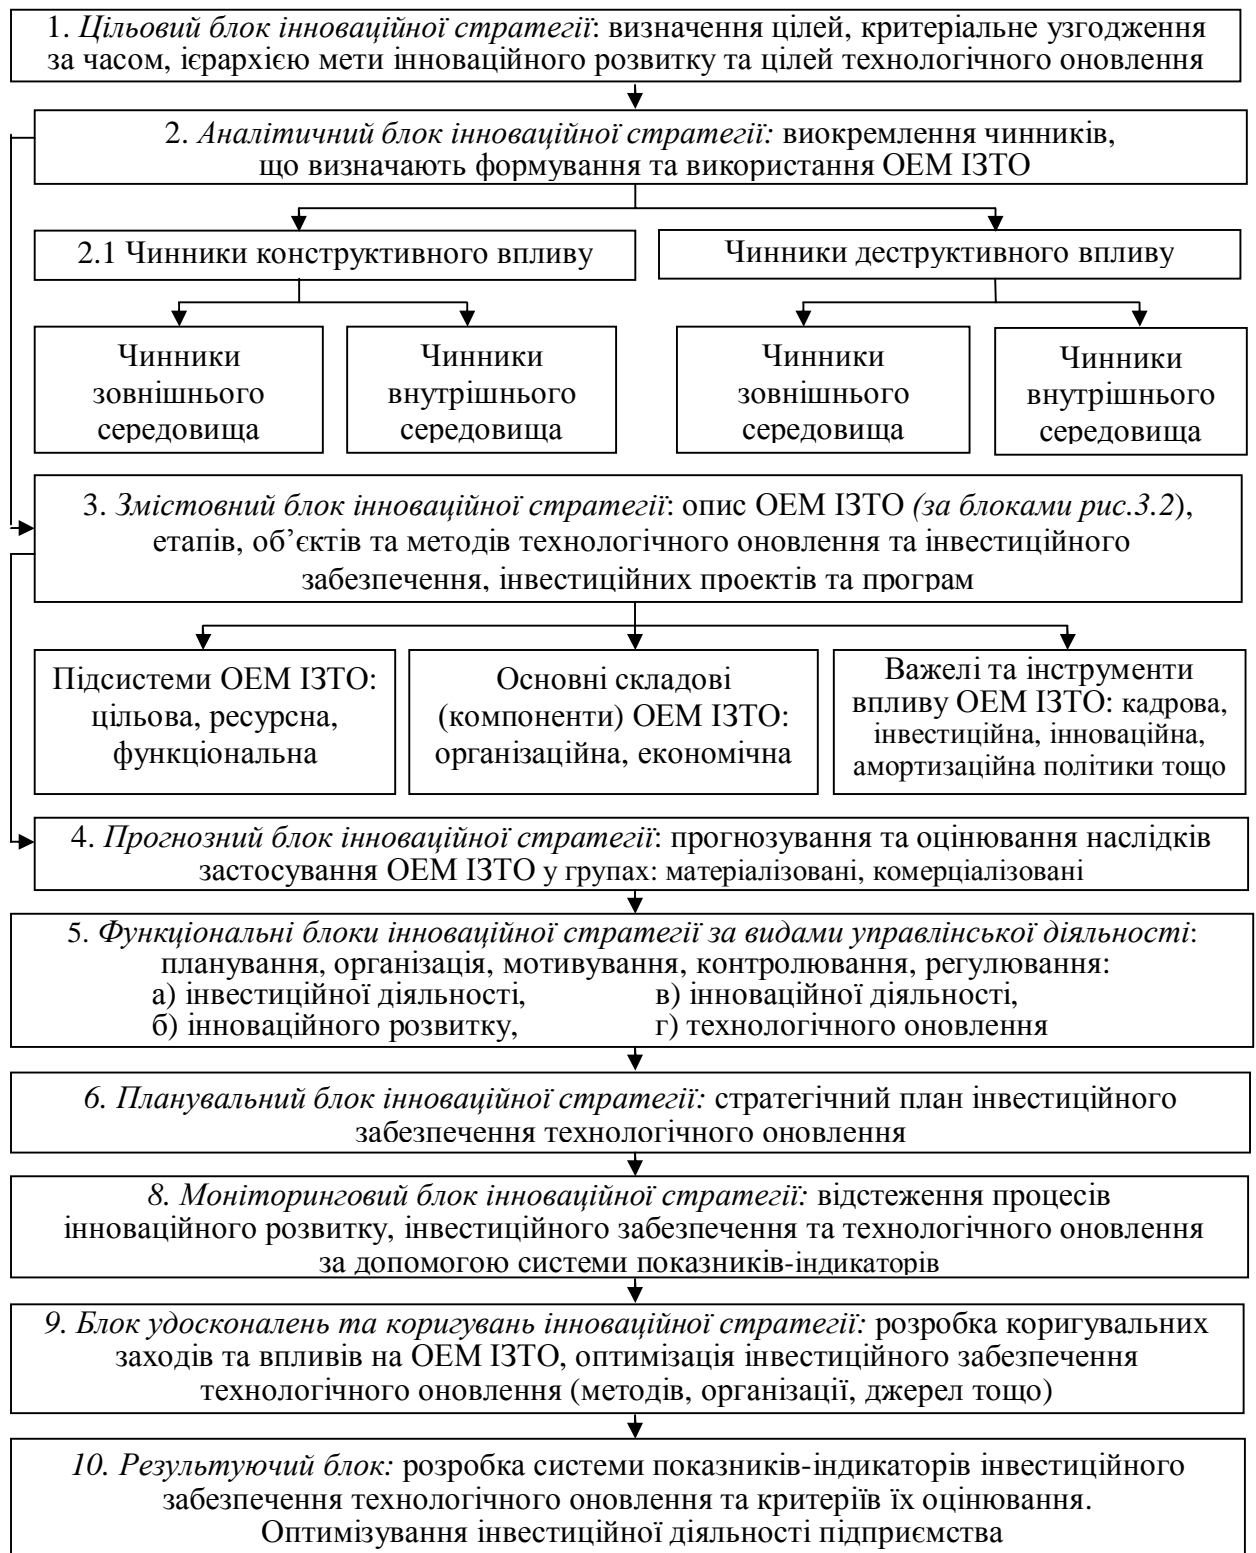 1. Цільовий блок інноваційної стратегії: визначення цілей, критеріальне узгодження
за часом, ієрархією мети інноваційного розвитку та цілей технологічного оновлення
2. Аналітичний блок інноваційної стратегії: виокремлення чинників,
що визначають формування та використання ОЕМ ІЗТО
2.1 Чинники конструктивного впливу
Чинники деструктивного впливу
Чинники
зовнішнього
середовища
Чинники
внутрішнього
середовища
Чинники
зовнішнього
середовища
Чинники
внутрішнього
середовища
3. Змістовний блок інноваційної стратегії: опис ОЕМ ІЗТО (за блоками рис.3.2),
етапів, об’єктів та методів технологічного оновлення та інвестиційного
забезпечення, інвестиційних проектів та програм
Підсистеми ОЕМ ІЗТО:
цільова, ресурсна,
функціональна
Основні складові
(компоненти) ОЕМ ІЗТО:
організаційна, економічна
Важелі та інструменти
впливу ОЕМ ІЗТО: кадрова,
інвестиційна, інноваційна,
амортизаційна політики тощо
4. Прогнозний блок інноваційної стратегії: прогнозування та оцінювання наслідків
застосування ОЕМ ІЗТО у групах: матеріалізовані, комерціалізовані
5. Функціональні блоки інноваційної стратегії за видами управлінської діяльності:
планування, організація, мотивування, контролювання, регулювання:
а) інвестиційної діяльності, в) інноваційної діяльності,
б) інноваційного розвитку, г) технологічного оновлення
6. Планувальний блок інноваційної стратегії: стратегічний план інвестиційного
забезпечення технологічного оновлення
8. Моніторинговий блок інноваційної стратегії: відстеження процесів
інноваційного розвитку, інвестиційного забезпечення та технологічного оновлення
за допомогою системи показників-індикаторів
9. Блок удосконалень та коригувань інноваційної стратегії: розробка коригувальних
заходів та впливів на ОЕМ ІЗТО, оптимізація інвестиційного забезпечення
технологічного оновлення (методів, організації, джерел тощо)
10. Результуючий блок: розробка системи показників-індикаторів інвестиційного
забезпечення технологічного оновлення та критеріїв їх оцінювання.
Оптимізування інвестиційної діяльності підприємства